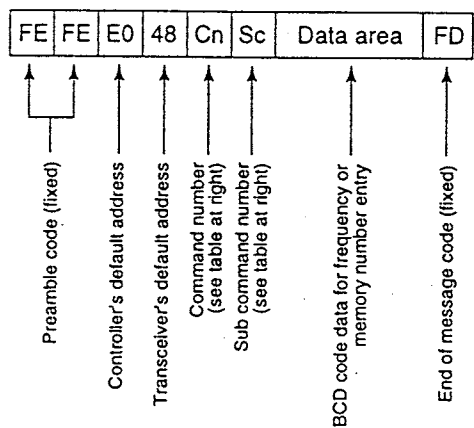 FE FE E0 48 Cn Sc Data area FD
Preamble code (fixed)
Controller's default address
Transceiver's default address
Command number
(see table at right)
Sub command number
(see table at right)
BCD code data for frequency or
memory number entry
End of message code (fixed)